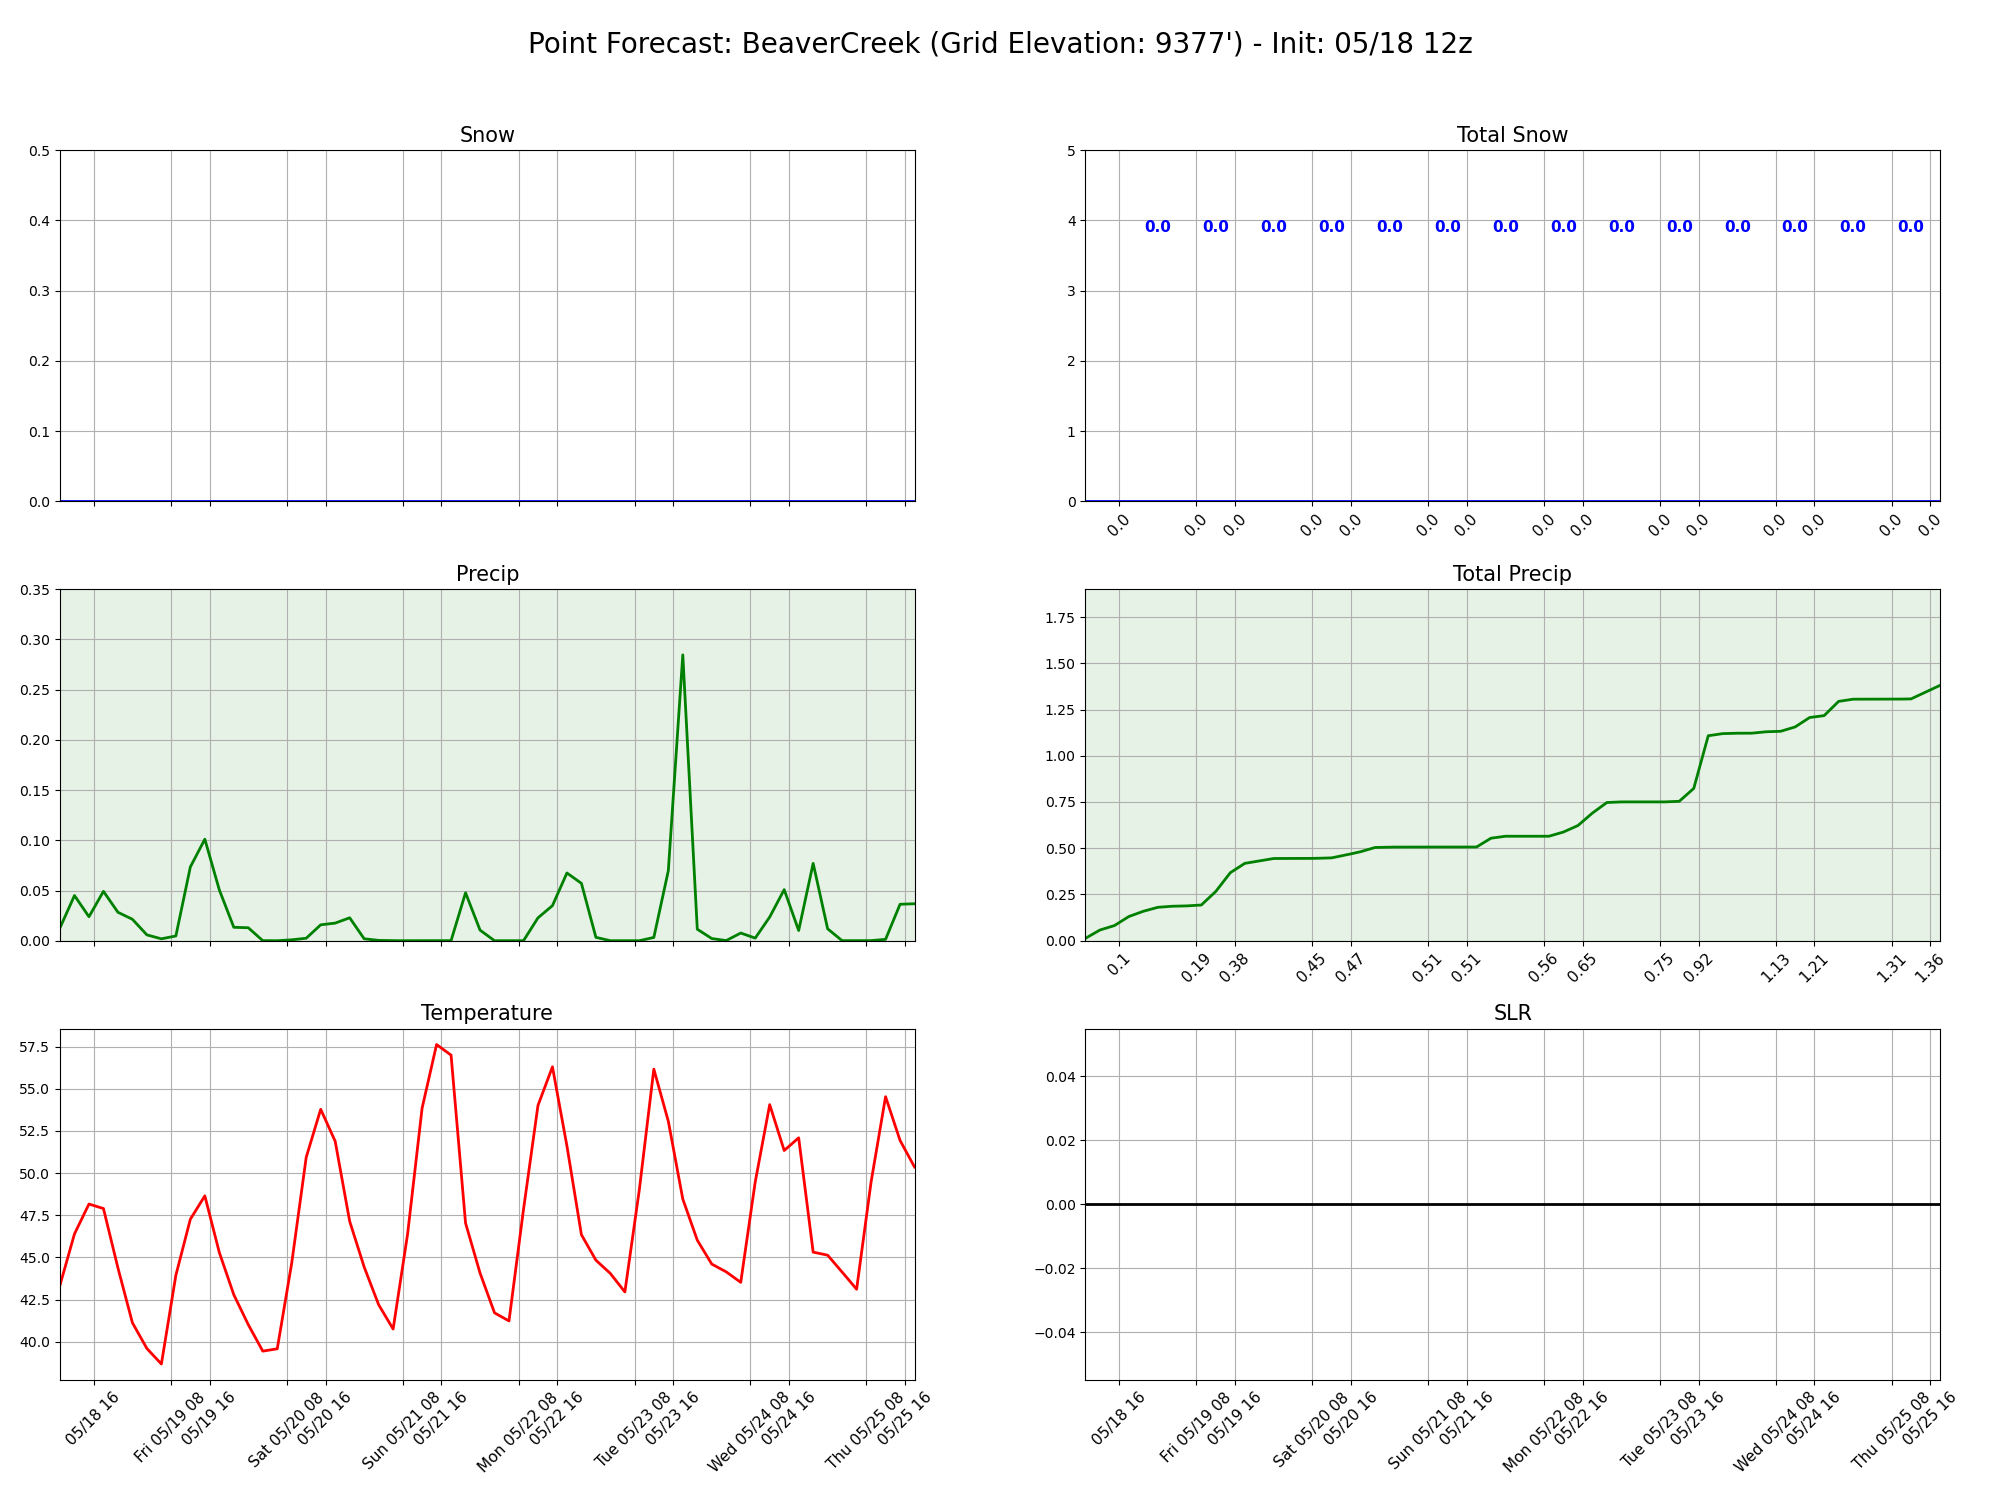 Point Forecast: BeaverCreek (Grid Elevation: 9377') - Init: 05/18 12z
Snow
0.5
0.4
0.3
0.2
0.1
0.0
Total Snow
5
4
3
2
1
0
0.0 0.0 0.0 0.0 0.0 0.0 0.0 0.0 0.0 0.0 0.0 0.0 0.0 0.0
0.0 0.0 0.0 0.0 0.0 0.0 0.0 0.0 0.0 0.0 0.0 0.0 0.0 0.0 0.0
Precip
0.35
0.30
0.25
0.20
0.15
0.10
0.05
0.00
Total Precip
1.75
1.50
1.25
1.00
0.75
0.50
0.25
0.00
0.1 0.19 0.38 0.45 0.47 0.51 0.51 0.56 0.65 0.75 0.92 1.13 1.21 1.31 1.36
Temperature
57.5
55.0
52.5
50.0
47.5
45.0
42.5
40.0
05/18 16
Fri 05/19 08
05/19 16
Sat 05/20 08
05/20 16
Sun 05/21 08
05/21 16
Mon 05/22 08
05/22 16
Tue 05/23 08
05/23 16
Wed 05/24 08
05/24 16
Thu 05/25 08
05/25 16
SLR
0.04
0.02
0.00
−0.02
−0.04
05/18 16
Fri 05/19 08
05/19 16
Sat 05/20 08
05/20 16
Sun 05/21 08
05/21 16
Mon 05/22 08
05/22 16
Tue 05/23 08
05/23 16
Wed 05/24 08
05/24 16
Thu 05/25 08
05/25 16